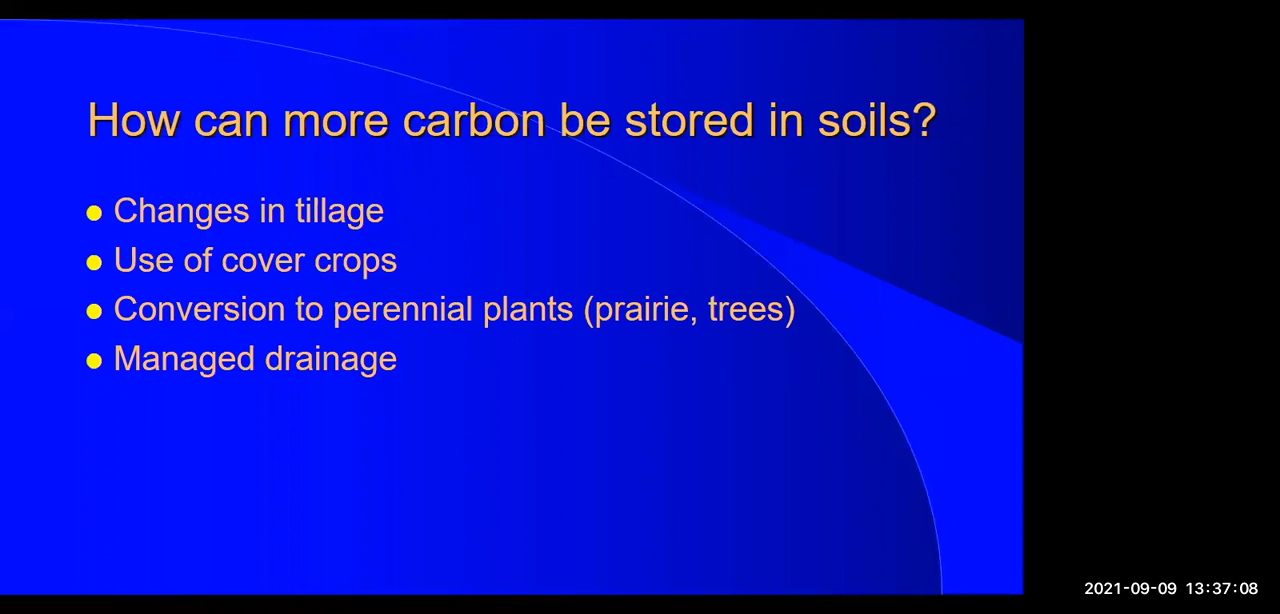 How can more carbon be stored in soils?
Changes in tillage
Use of cover crops
Conversion to perennial plants (prairie, trees)
Managed drainage
2021-09-09 13:37:08